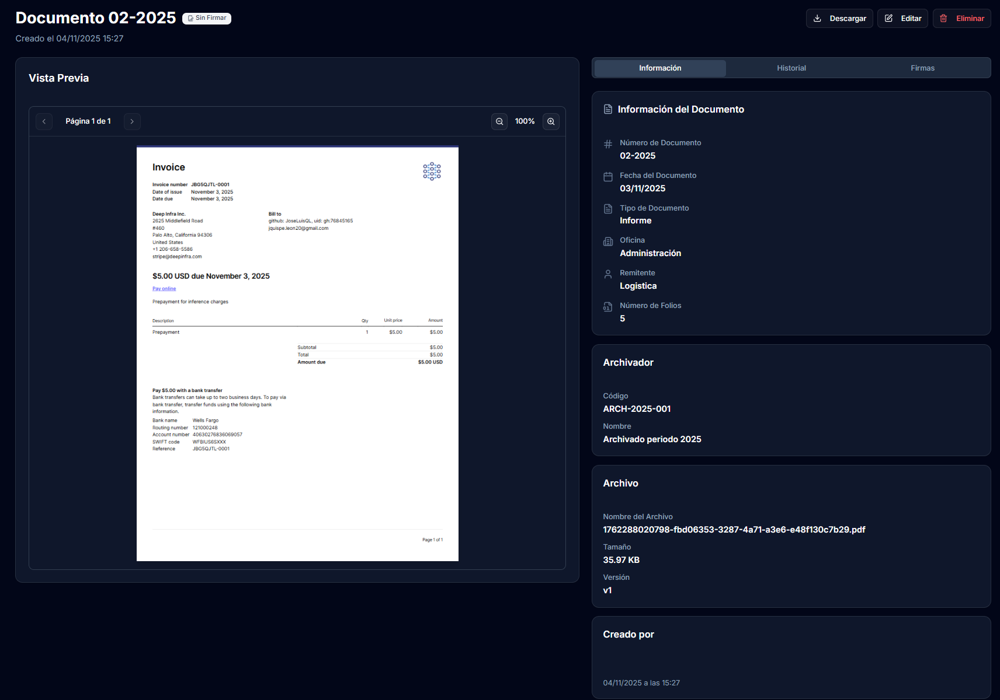 Documento 02-2025
Sin Firmar
Creado el 04/11/2025 15:27
Descargar
Editar
Eliminar
Vista Previa
Página 1 de 1
100%
Invoice
Invoice number JBG5QJTL-0001
Date of issue November 3, 2025
Date due November 3, 2025
Deep Infra Inc.
2625 Middlefield Road
#460
Palo Alto, California 94306
United States
+1 206-658-5586
stripe@deepinfra.com
Bill to
github: JoseLuisQL, uid: gh:76845165
jquispe.leon20@gmail.com
$5.00 USD due November 3, 2025
Pay online
Prepayment for inference charges
Description Qty Unit price Amount
Prepayment 1 $5.00 $5.00
Subtotal $5.00
Total $5.00
Amount due $5.00 USD
Pay $5.00 with a bank transfer
Bank transfers can take up to two business days. To pay via
bank transfer, transfer funds using the following bank
information.
Bank name Wells Fargo
Routing number 121000248
Account number 40630276836069057
SWIFT code WFBIUS6SXXX
Reference JBG5QJTL-0001
Page 1 of 1
Información
Historial
Firmas
Información del Documento
Número de Documento
02-2025
Fecha del Documento
03/11/2025
Tipo de Documento
Informe
Oficina
Administración
Remitente
Logistica
Número de Folios
5
Archivador
Código
ARCH-2025-001
Nombre
Archivado periodo 2025
Archivo
Nombre del Archivo
1762288020798-fbd06353-3287-4a71-a3e6-e48f130c7b29.pdf
Tamaño
35.97 KB
Versión
v1
Creado por
04/11/2025 a las 15:27